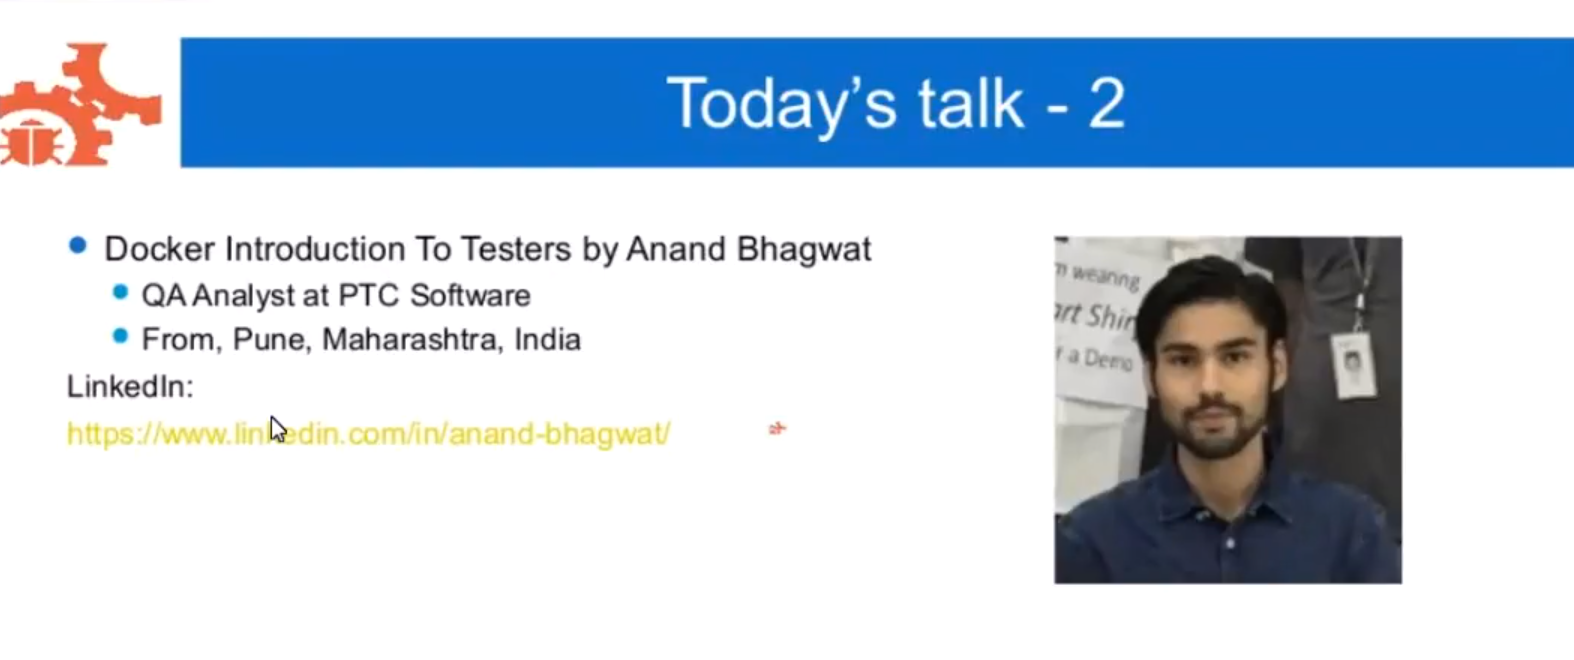 Today's talk - 2
Docker Introduction To Testers by Anand Bhagwat
QA Analyst at PTC Software
From, Pune, Maharashtra, India
LinkedIn:
https://www.linkedin.com/in/anand-bhagwat/
wearing
art Shir
a Demo